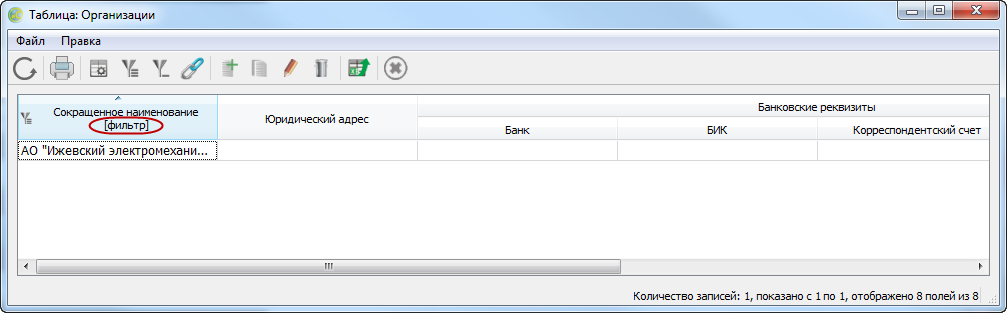 Таблица: Организации
Файл Правка
Сокращенное наименование
[фильтр]
Юридический адрес
Банковские реквизиты
Банк БИК Корреспондентский счет
АО "Ижевский электромехани...
Количество записей: 1, показано с 1 по 1, отображено 8 полей из 8